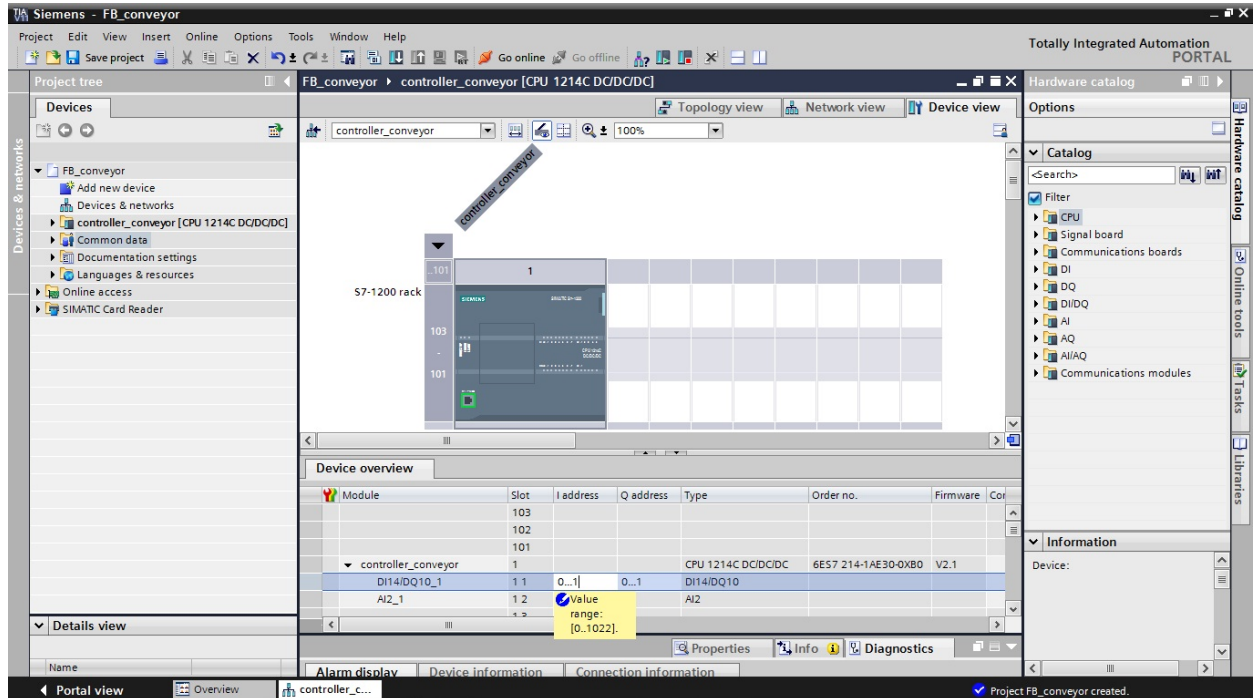 Siemens - FB_conveyor
Project Edit View Insert Online Options Tools Window Help
Save project Go online Go offline
Totally Integrated Automation
PORTAL
Project tree
Devices
FB_conveyor
Add new device
Devices & networks
controller_conveyor [CPU 1214C DC/DC/DC]
Common data
Documentation settings
Languages & resources
Online access
SIMATIC Card Reader
Details view
Name
Devices & networks
FB_conveyor controller_conveyor [CPU 1214C DC/DC/DC]
Topology view Network view Device view
controller_conveyor 100%
controller_conveyor
..101 1
S7-1200 rack
SIEMENS
103
-
101
Device overview
Module Slot I address Q address Type Order no. Firmware
103
102
101
controller_conveyor 1 CPU 1214C DC/DC/DC 6ES7 214-1AE30-0XB0 V2.1
DI14/DQ10_1 1 1 0...1 0...1 DI14/DQ10
AI2_1 1 2 AI2
1 3
Value
range:
[0..1022].
Properties Info Diagnostics
Alarm display Device information Connection information
Hardware catalog
Options
Catalog
<Search>
Filter
CPU
Signal board
Communications boards
DI
DQ
DI/DQ
AI
AQ
AI/AQ
Communications modules
Information
Device:
Hardware catalog
Online tools
Tasks
Libraries
Portal view Overview controller_c... Project FB_conveyor created.